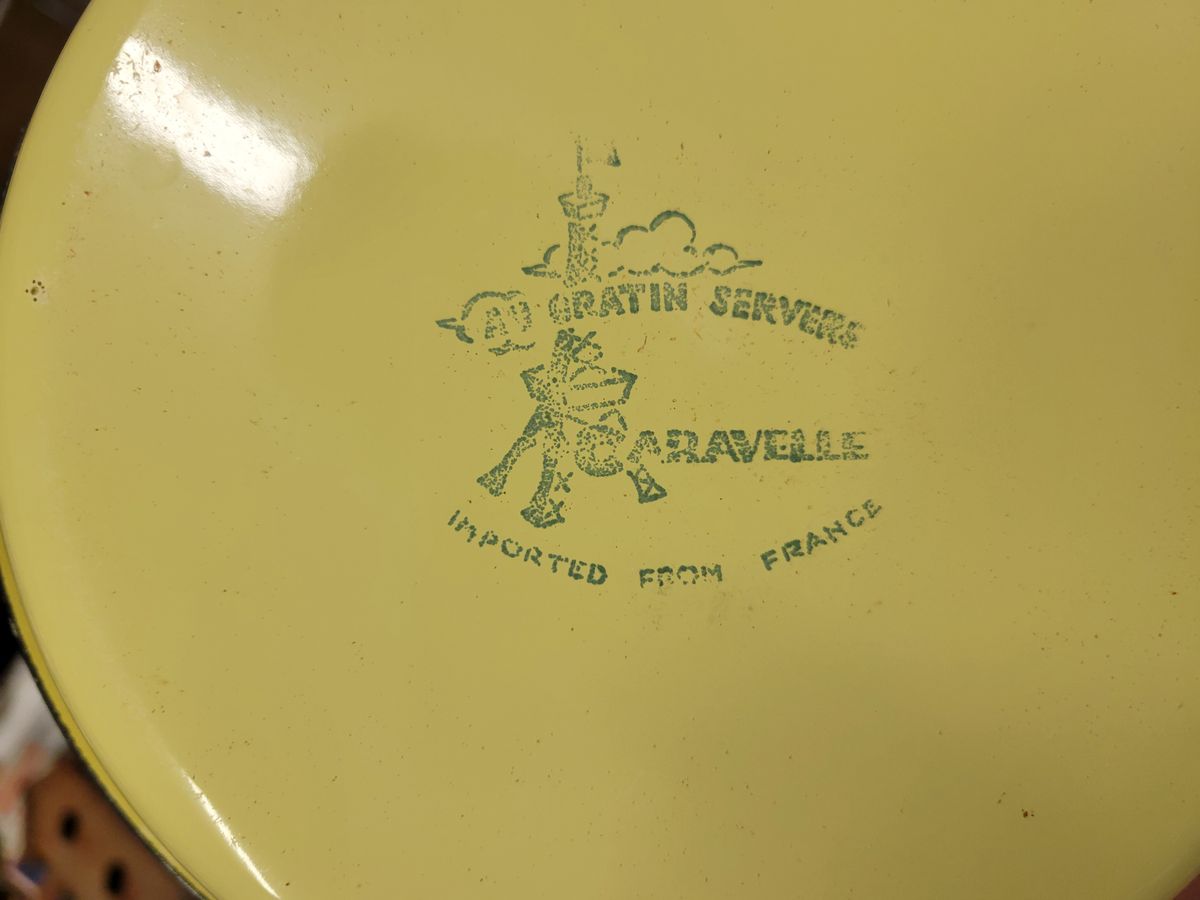 AU GRATIN SERVERS
CARAVELLE
IMPORTED FROM FRANCE